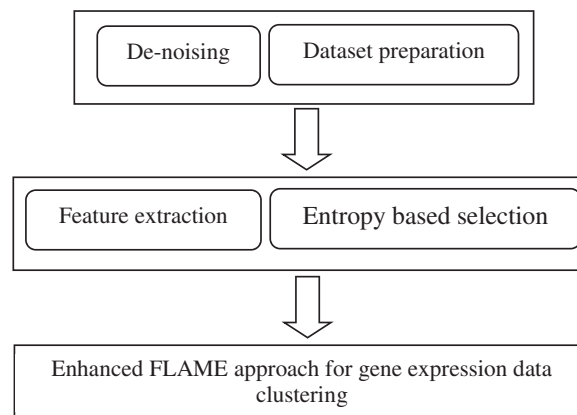 De-noising
Dataset preparation
Feature extraction
Entropy based selection
Enhanced FLAME approach for gene expression data
clustering